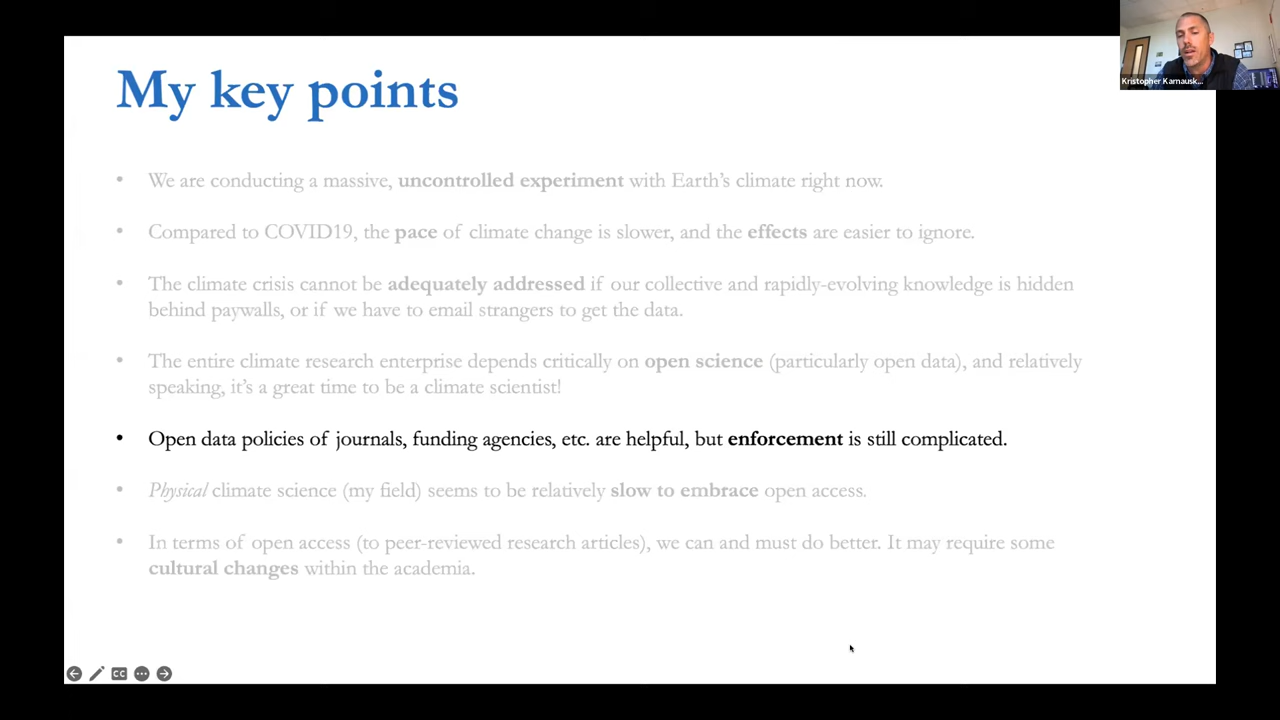 My key points
Kristopher Karnausk...
• We are conducting a massive, uncontrolled experiment with Earth's climate right now.
• Compared to COVID19, the pace of climate change is slower, and the effects are easier to ignore.
• The climate crisis cannot be adequately addressed if our collective and rapidly-evolving knowledge is hidden
behind paywalls, or if we have to email strangers to get the data.
• The entire climate research enterprise depends critically on open science (particularly open data), and relatively
speaking, it's a great time to be a climate scientist!
• Open data policies of journals, funding agencies, etc. are helpful, but enforcement is still complicated.
• Physical climate science (my field) seems to be relatively slow to embrace open access.
• In terms of open access (to peer-reviewed research articles), we can and must do better. It may require some
cultural changes within the academia.
CC